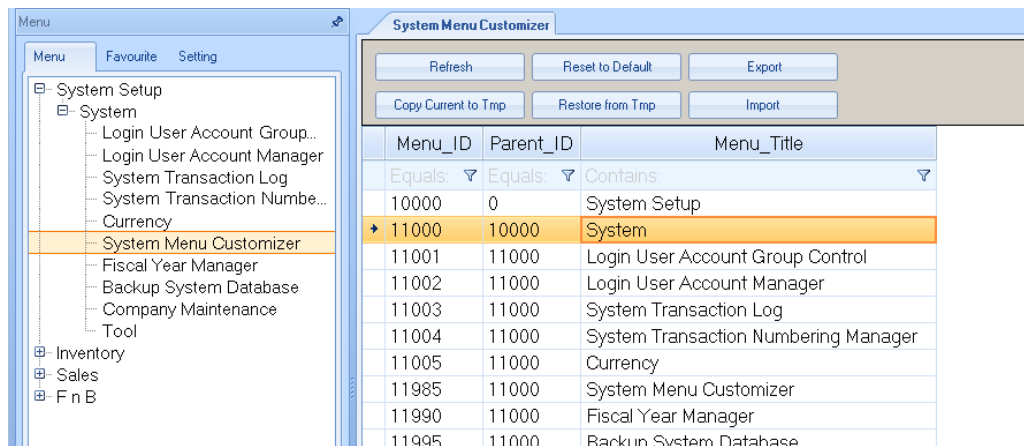 Menu
Menu Favourite Setting
System Setup
System
Login User Account Group...
Login User Account Manager
System Transaction Log
System Transaction Numbe...
Currency
System Menu Customizer
Fiscal Year Manager
Backup System Database
Company Maintenance
Tool
Inventory
Sales
F n B
System Menu Customizer
Refresh Reset to Default Export
Copy Current to Tmp Restore from Tmp Import
Menu_ID Parent_ID Menu_Title
Equals: Equals: Contains:
10000 0 System Setup
11000 10000 System
11001 11000 Login User Account Group Control
11002 11000 Login User Account Manager
11003 11000 System Transaction Log
11004 11000 System Transaction Numbering Manager
11005 11000 Currency
11985 11000 System Menu Customizer
11990 11000 Fiscal Year Manager
11995 11000 Backup System Database